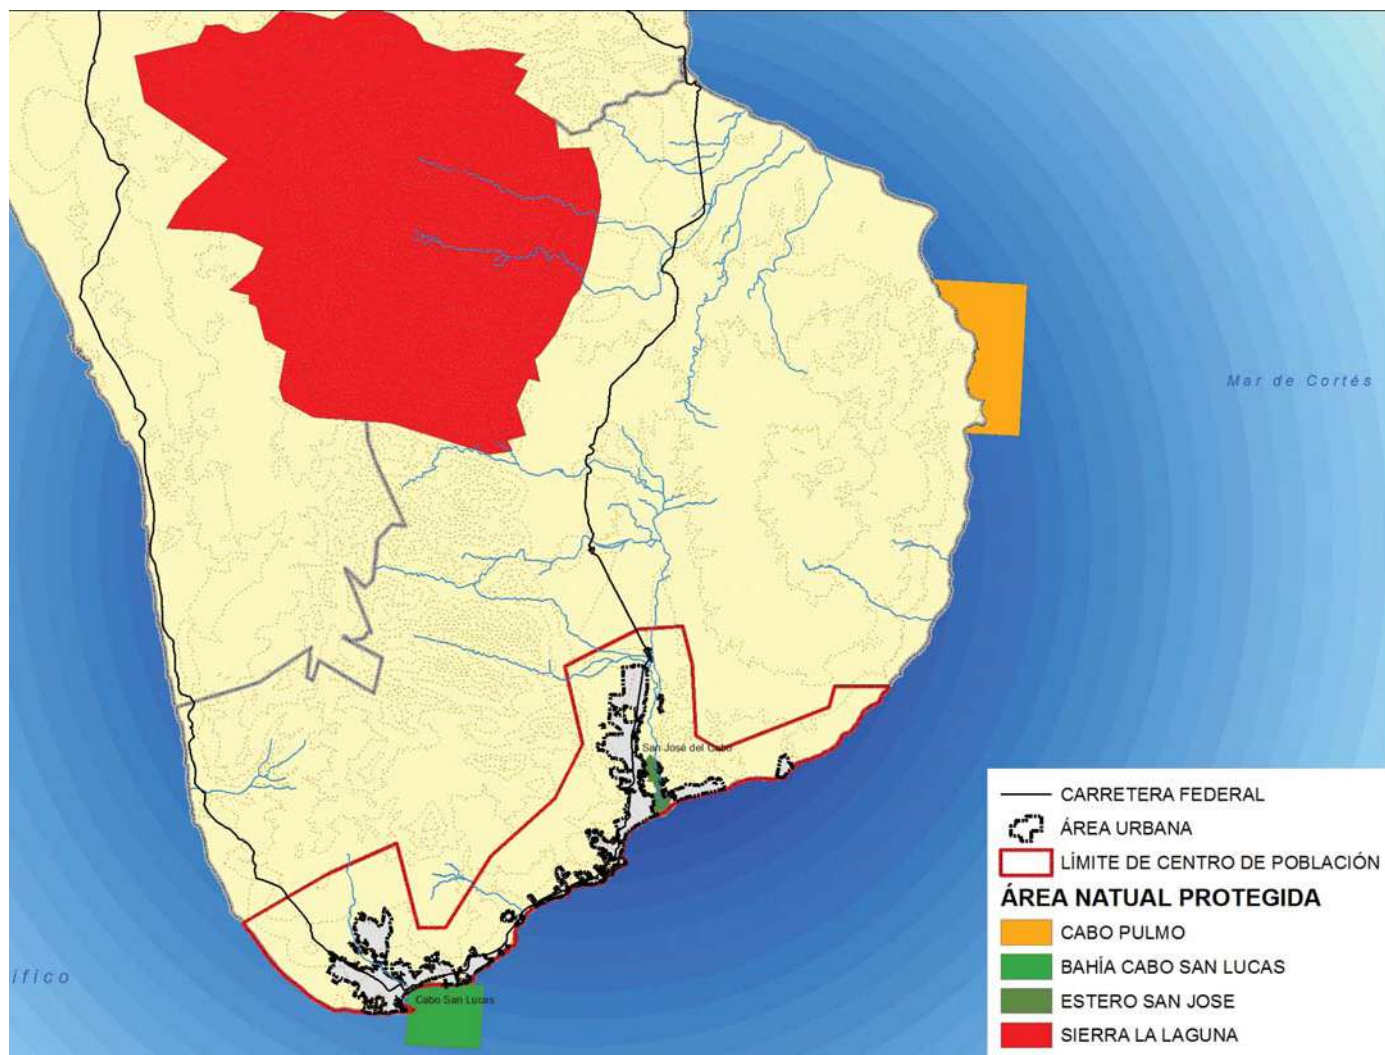 Mar de Cortés
San José del Cabo
ífico
Cabo San Lucas
CARRETERA FEDERAL
ÁREA URBANA
LÍMITE DE CENTRO DE POBLACIÓN
ÁREA NATUAL PROTEGIDA
CABO PULMO
BAHÍA CABO SAN LUCAS
ESTERO SAN JOSE
SIERRA LA LAGUNA